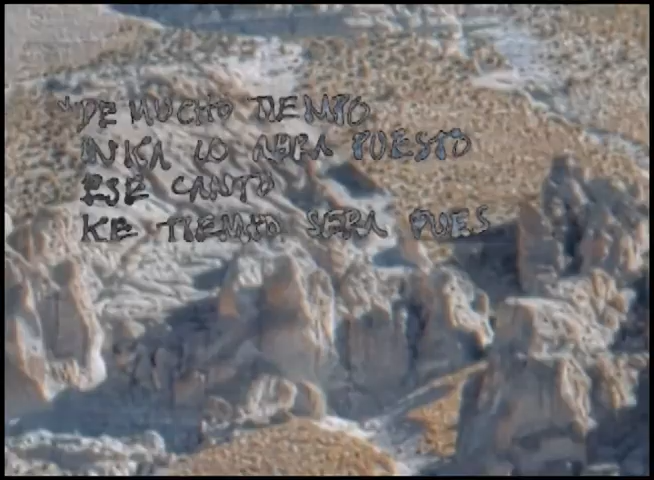 "DE MUCHO TIEMPO
INKA LO ABRA PUESTO
ESE CANTO
KE TIEMPO SERA PUES